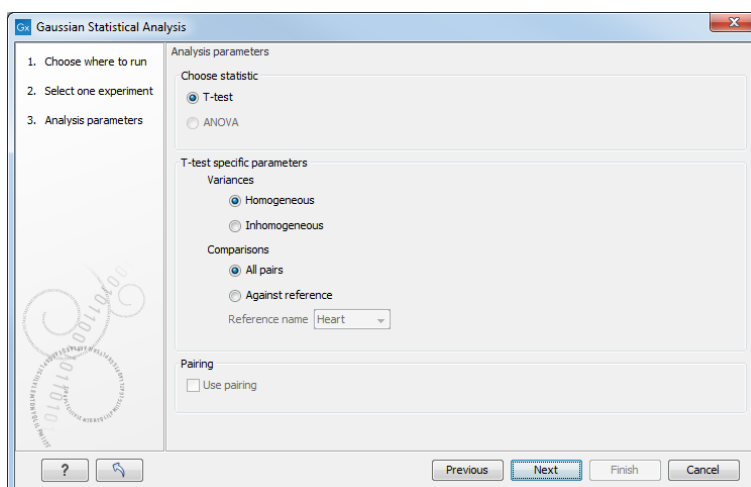 Gx Gaussian Statistical Analysis
1. Choose where to run
2. Select one experiment
3. Analysis parameters
Analysis parameters
Choose statistic
T-test
ANOVA
T-test specific parameters
Variances
Homogeneous
Inhomogeneous
Comparisons
All pairs
Against reference
Reference name Heart
Pairing
Use pairing
? Previous Next Finish Cancel